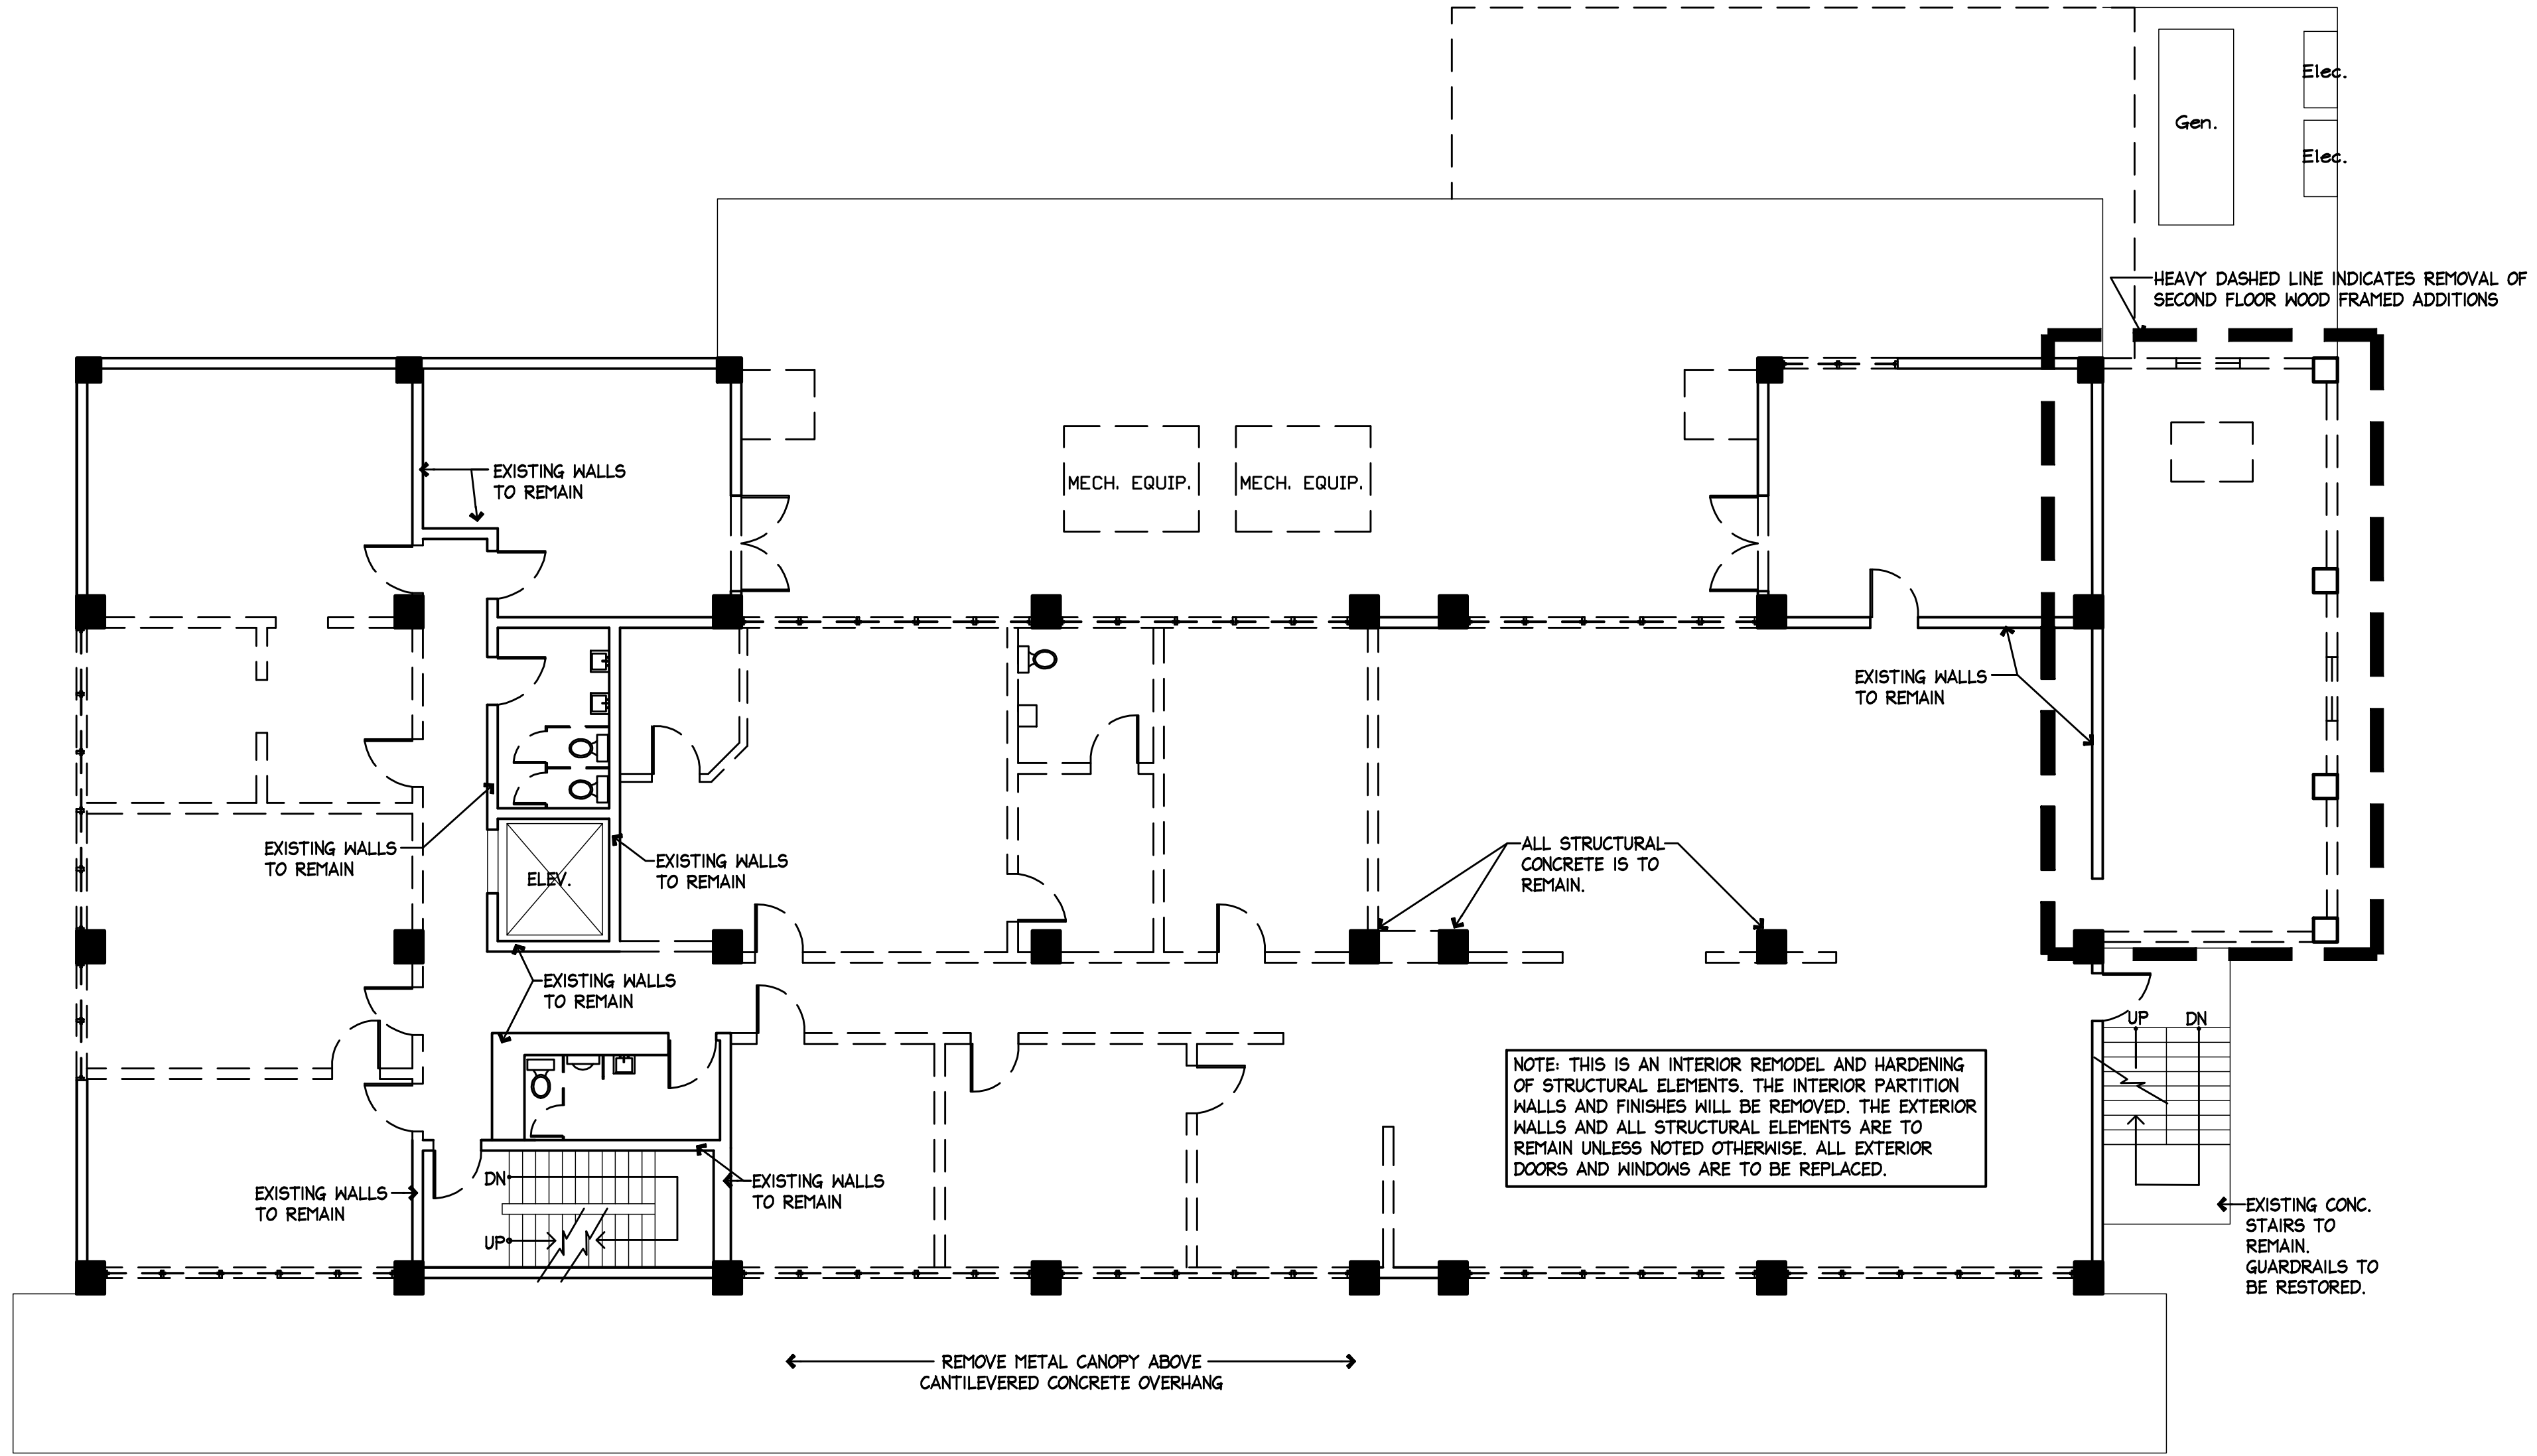 Elec.
Gen.
Elec.
HEAVY DASHED LINE INDICATES REMOVAL OF
SECOND FLOOR WOOD FRAMED ADDITIONS
EXISTING WALLS
TO REMAIN
MECH. EQUIP.
MECH. EQUIP.
EXISTING WALLS
TO REMAIN
EXISTING WALLS
TO REMAIN
ELEV.
EXISTING WALLS
TO REMAIN
ALL STRUCTURAL
CONCRETE IS TO
REMAIN.
EXISTING WALLS
TO REMAIN
UP
DN
NOTE: THIS IS AN INTERIOR REMODEL AND HARDENING
OF STRUCTURAL ELEMENTS. THE INTERIOR PARTITION
WALLS AND FINISHES WILL BE REMOVED. THE EXTERIOR
WALLS AND ALL STRUCTURAL ELEMENTS ARE TO
REMAIN UNLESS NOTED OTHERWISE. ALL EXTERIOR
DOORS AND WINDOWS ARE TO BE REPLACED.
EXISTING WALLS
TO REMAIN
DN
UP
EXISTING WALLS
TO REMAIN
EXISTING CONC.
STAIRS TO
REMAIN.
GUARDRAILS TO
BE RESTORED.
REMOVE METAL CANOPY ABOVE
CANTILEVERED CONCRETE OVERHANG